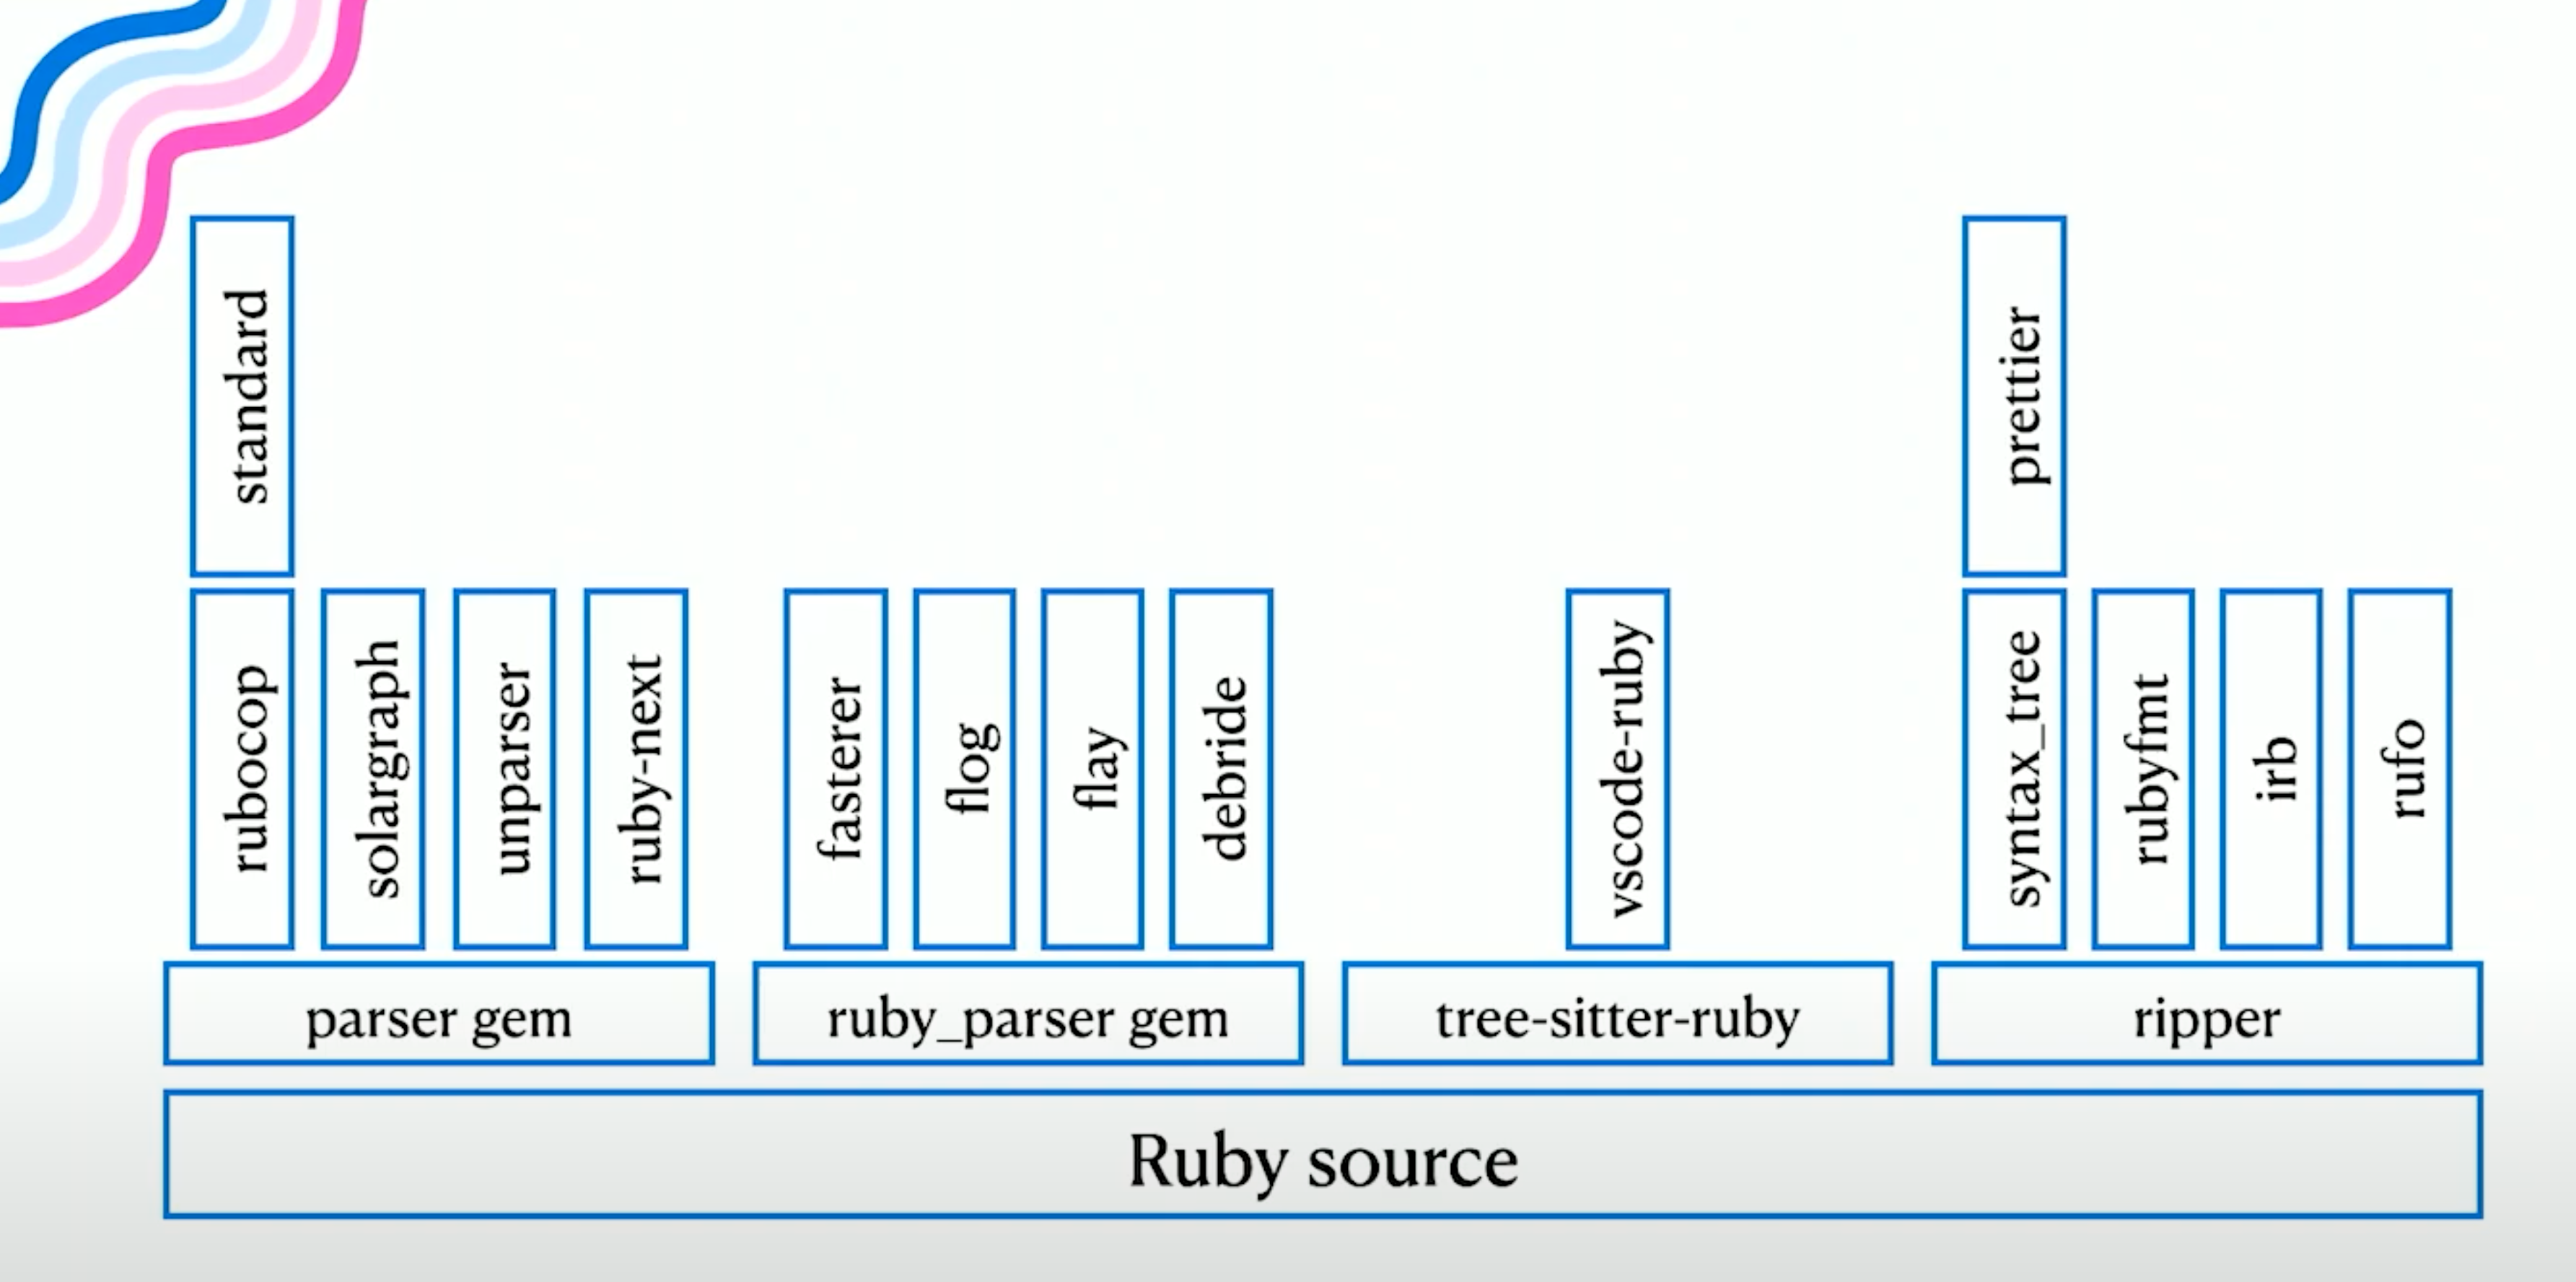 standard
prettier
rubocop
solargraph
unparser
ruby-next
fasterer
flog
flay
debride
vscode-ruby
syntax_tree
rubyfmt
irb
rufo
parser gem
ruby_parser gem
tree-sitter-ruby
ripper
Ruby source